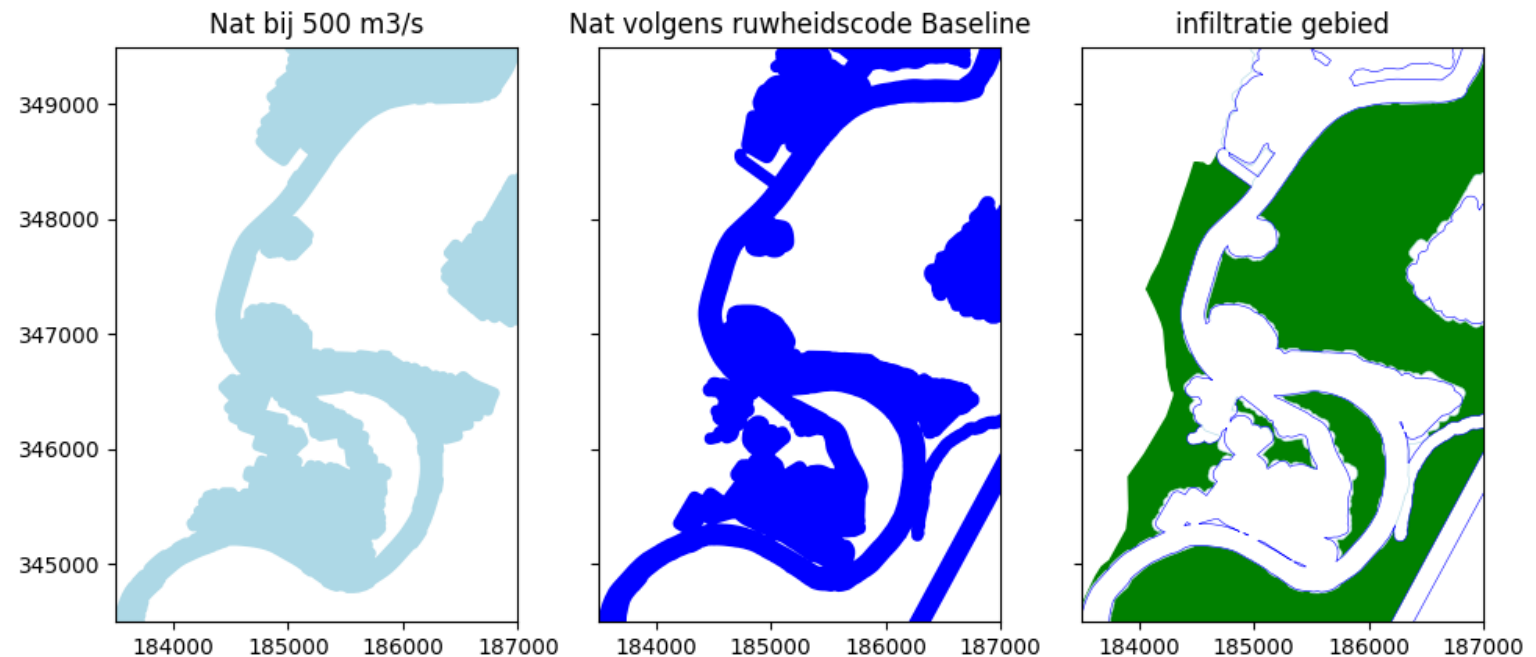 Nat bij 500 m3/s
Nat volgens ruwheidscode Baseline
infiltratie gebied
349000
348000
347000
346000
345000
184000 185000 186000 187000
184000 185000 186000 187000
184000 185000 186000 187000